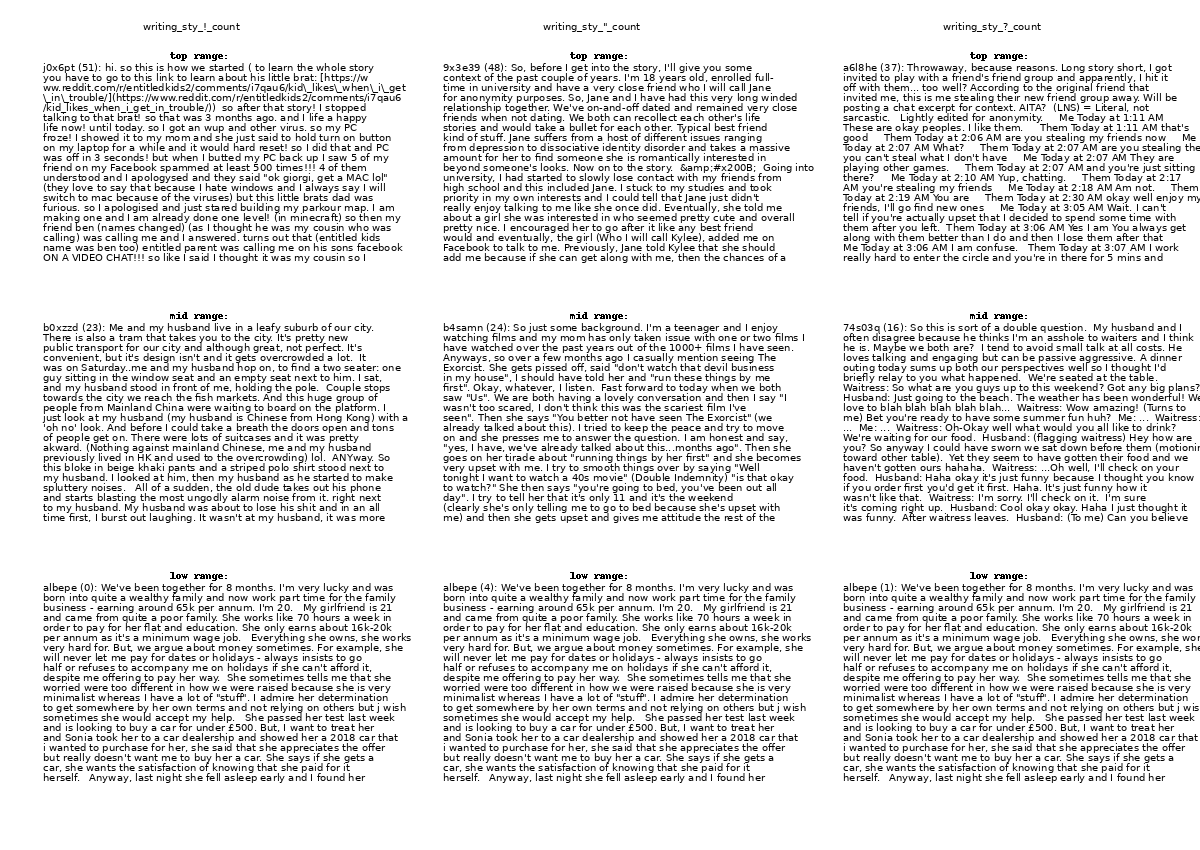 writing_sty_!_count
top range:
j0x6pt (51): hi. so this is how we started ( to learn the whole story
you have to go to this link to learn about his little brat: [https://w
ww.reddit.com/r/entitledkids2/comments/i7qau6/kid\_likes\_when\_i\_get
\_in\_trouble/](https://www.reddit.com/r/entitledkids2/comments/i7qau6
/kid_likes_when_i_get_in_trouble/))  so after that story! I stopped
talking to that brat! so that was 3 months ago. and I life a happy
life now! until today. so I got an wup and other virus. so my PC
froze! I showed it to my mom and she just said to hold turn on button
on my laptop for a while and it would hard reset! so I did that and PC
was off in 3 seconds! but when I butted my PC back up I saw 5 of my
friend on my Facebook spammed at least 500 times!!! 4 of them
understood and I apologysed and they said "ok giorgi, get a MAC lol"
(they love to say that because I hate windows and I always say I will
switch to mac because of the viruses) but this little brats dad was
furious. so I apologised and just stared building my parkour map. I am
making one and I am already done one level! (in minecraft) so then my
friend ben (names changed) (as I thought he was my cousin who was
calling) was calling me and I answered. turns out that (entitled kids
name was ben too) entitled parent was calling me on his sons facebook
ON A VIDEO CHAT!!! so like I said I thought it was my cousin so I
mid range:
b0xzzd (23): Me and my husband live in a leafy suburb of our city.
There is also a tram that takes you to the city. It's pretty new
public transport for our city and although great, not perfect. It's
convenient, but it's design isn't and it gets overcrowded a lot.  It
was on Saturday..me and my husband hop on, to find a two seater: one
guy sitting in the window seat and an empty seat next to him. I sat,
and my husband stood in front of me, holding the pole.  Couple stops
towards the city we reach the fish markets. And this huge group of
people from Mainland China were waiting to board on the platform. I
just look at my husband (my husband is Chinese from Hong Kong) with a
'oh no' look. And before I could take a breath the doors open and tons
of people get on. There were lots of suitcases and it was pretty
akward. (Nothing against mainland Chinese, me and my husband
previously lived in HK and used to the overcrowding) lol.  ANYway. So
this bloke in beige khaki pants and a striped polo shirt stood next to
my husband. I looked at him, then my husband as he started to make
spluttery noises.   All of a sudden, the old dude takes out his phone
and starts blasting the most ungodly alarm noise from it. right next
to my husband. My husband was about to lose his shit and in an all
time first, I burst out laughing. It wasn't at my husband, it was more
low range:
albepe (0): We've been together for 8 months. I'm very lucky and was
born into quite a wealthy family and now work part time for the family
business - earning around 65k per annum. I'm 20.   My girlfriend is 21
and came from quite a poor family. She works like 70 hours a week in
order to pay for her flat and education. She only earns about 16k-20k
per annum as it's a minimum wage job.   Everything she owns, she works
very hard for. But, we argue about money sometimes. For example, she
will never let me pay for dates or holidays - always insists to go
half or refuses to accompany me on holidays if she can't afford it,
despite me offering to pay her way.  She sometimes tells me that she
worried were too different in how we were raised because she is very
minimalist whereas I have a lot of "stuff". I admire her determination
to get somewhere by her own terms and not relying on others but j wish
sometimes she would accept my help.   She passed her test last week
and is looking to buy a car for under £500. But, I want to treat her
and Sonia took her to a car dealership and showed her a 2018 car that
i wanted to purchase for her, she said that she appreciates the offer
but really doesn't want me to buy her a car. She says if she gets a
car, she wants the satisfaction of knowing that she paid for it
herself.   Anyway, last night she fell asleep early and I found her
writing_sty_"_count
top range:
9x3e39 (48): So, before I get into the story, I'll give you some
context of the past couple of years. I'm 18 years old, enrolled full-
time in university and have a very close friend who I will call Jane
for anonymity purposes. So, Jane and I have had this very long winded
relationship together. We've on-and-off dated and remained very close
friends when not dating. We both can recollect each other's life
stories and would take a bullet for each other. Typical best friend
kind of stuff. Jane suffers from a host of different issues ranging
from depression to dissociative identity disorder and takes a massive
amount for her to find someone she is romantically interested in
beyond someone's looks. Now on to the story.  &amp;#x200B;  Going into
university, I had started to slowly lose contact with my friends from
high school and this included Jane. I stuck to my studies and took
priority in my own interests and I could tell that Jane just didn't
really enjoy talking to me like she once did. Eventually, she told me
about a girl she was interested in who seemed pretty cute and overall
pretty nice. I encouraged her to go after it like any best friend
would and eventually, the girl (Who I will call Kylee), added me on
Facebook to talk to me. Previously, Jane told Kylee that she should
add me because if she can get along with me, then the chances of a
mid range:
b4samn (24): So just some background. I'm a teenager and I enjoy
watching films and my mom has only taken issue with one or two films I
have watched over the past years out of the 1000+ films I have seen.
Anyways, so over a few months ago I casually mention seeing The
Exorcist. She gets pissed off, said "don't watch that devil business
in my house", I should have told her and "run these things by me
first". Okay, whatever, I listen.  Fast forward to today when we both
saw "Us". We are both having a lovely conversation and then I say "I
wasn't too scared, I don't think this was the scariest film I've
seen". Then she says "You better not have seen The Exorcist" (we
already talked about this). I tried to keep the peace and try to move
on and she presses me to answer the question. I am honest and say,
"yes, I have, we've already talked about this...months ago". Then she
goes on her tirade about "running things by her first" and she becomes
very upset with me. I try to smooth things over by saying "Well
tonight I want to watch a 40s movie" (Double Indemnity) "is that okay
to watch?" She then says "you're going to bed, you've been out all
day". I try to tell her that it's only 11 and it's the weekend
(clearly she's only telling me to go to bed because she's upset with
me) and then she gets upset and gives me attitude the rest of the
low range:
albepe (4): We've been together for 8 months. I'm very lucky and was
born into quite a wealthy family and now work part time for the family
business - earning around 65k per annum. I'm 20.   My girlfriend is 21
and came from quite a poor family. She works like 70 hours a week in
order to pay for her flat and education. She only earns about 16k-20k
per annum as it's a minimum wage job.   Everything she owns, she works
very hard for. But, we argue about money sometimes. For example, she
will never let me pay for dates or holidays - always insists to go
half or refuses to accompany me on holidays if she can't afford it,
despite me offering to pay her way.  She sometimes tells me that she
worried were too different in how we were raised because she is very
minimalist whereas I have a lot of "stuff". I admire her determination
to get somewhere by her own terms and not relying on others but j wish
sometimes she would accept my help.   She passed her test last week
and is looking to buy a car for under £500. But, I want to treat her
and Sonia took her to a car dealership and showed her a 2018 car that
i wanted to purchase for her, she said that she appreciates the offer
but really doesn't want me to buy her a car. She says if she gets a
car, she wants the satisfaction of knowing that she paid for it
herself.   Anyway, last night she fell asleep early and I found her
writing_sty_?_count
top range:
a6l8he (37): Throwaway, because reasons. Long story short, I got
invited to play with a friend's friend group and apparently, I hit it
off with them... too well? According to the original friend that
invited me, this is me stealing their new friend group away. Will be
posting a chat excerpt for context. AITA?   (LNS) = Literal, not
sarcastic.   Lightly edited for anonymity.     Me Today at 1:11 AM
These are okay peoples. I like them.     Them Today at 1:11 AM that's
good     Them Today at 2:06 AM are you stealing my friends now     Me
Today at 2:07 AM What?     Them Today at 2:07 AM you are stealing the
you can't steal what I don't have     Me Today at 2:07 AM They are
playing other games.     Them Today at 2:07 AM and you're just sitting
there?     Me Today at 2:10 AM Yup, chatting.     Them Today at 2:17
AM you're stealing my friends     Me Today at 2:18 AM Am not.     Them
Today at 2:19 AM You are     Them Today at 2:30 AM okay well enjoy my
friends, I'll go find new ones     Me Today at 3:05 AM Wait. I can't
tell if you're actually upset that I decided to spend some time with
them after you left.  Them Today at 3:06 AM Yes I am You always get
along with them better than I do and then I lose them after that
Me Today at 3:06 AM I am confuse.    Them Today at 3:07 AM I work
really hard to enter the circle and you're in there for 5 mins and
mid range:
74s03q (16): So this is sort of a double question.  My husband and I
often disagree because he thinks I'm an asshole to waiters and I think
he is. Maybe we both are?  I tend to avoid small talk at all costs. He
loves talking and engaging but can be passive aggressive. A dinner
outing today sums up both our perspectives well so I thought I'd
briefly relay to you what happened.  We're seated at the table.
Waitress: So what are you guys up to this weekend? Got any big plans?
Husband: Just going to the beach. The weather has been wonderful! We
love to blah blah blah blah...  Waitress: Wow amazing!  (Turns to
me) Bet you're ready to have some summer fun huh?  Me: ...  Waitress:
...  Me: ...  Waitress: Oh-Okay well what would you all like to drink?
We're waiting for our food.  Husband: (flagging waitress) Hey how are
you? So anyway I could have sworn we sat down before them (motionin
toward other table).  Yet they seem to have gotten their food and we
haven't gotten ours hahaha.  Waitress: ...Oh well, I'll check on your
food.  Husband: Haha okay it's just funny because I thought you know
if you order first you'd get it first. Haha. It's just funny how it
wasn't like that.  Waitress: I'm sorry. I'll check on it.  I'm sure
it's coming right up.  Husband: Cool okay okay. Haha I just thought it
was funny.  After waitress leaves.  Husband: (To me) Can you believe
low range:
albepe (1): We've been together for 8 months. I'm very lucky and was
born into quite a wealthy family and now work part time for the family
business - earning around 65k per annum. I'm 20.   My girlfriend is 21
and came from quite a poor family. She works like 70 hours a week in
order to pay for her flat and education. She only earns about 16k-20k
per annum as it's a minimum wage job.   Everything she owns, she wor
very hard for. But, we argue about money sometimes. For example, she
will never let me pay for dates or holidays - always insists to go
half or refuses to accompany me on holidays if she can't afford it,
despite me offering to pay her way.  She sometimes tells me that she
worried were too different in how we were raised because she is very
minimalist whereas I have a lot of "stuff". I admire her determination
to get somewhere by her own terms and not relying on others but j wish
sometimes she would accept my help.   She passed her test last week
and is looking to buy a car for under £500. But, I want to treat her
and Sonia took her to a car dealership and showed her a 2018 car that
i wanted to purchase for her, she said that she appreciates the offer
but really doesn't want me to buy her a car. She says if she gets a
car, she wants the satisfaction of knowing that she paid for it
herself.   Anyway, last night she fell asleep early and I found her